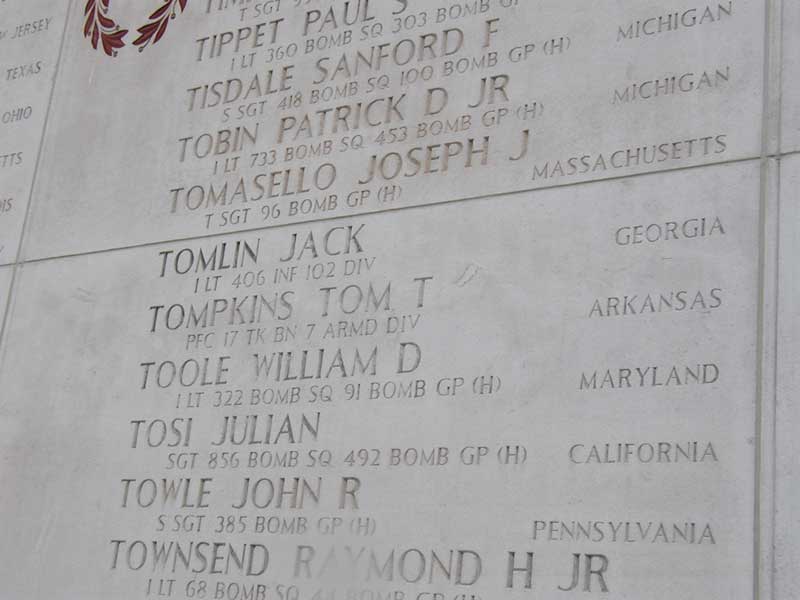 JERSEY
TEXAS
OHIO
T SGT
TIPPET PAUL S
1 LT 360 BOMB SQ 303 BOMB GP
TISDALE SANFORD F MICHIGAN
S SGT 418 BOMB SQ 100 BOMB GP (H)
TOBIN PATRICK D JR MICHIGAN
1 LT 733 BOMB SQ 453 BOMB GP (H)
TOMASELLO JOSEPH J MASSACHUSETTS
T SGT 96 BOMB GP (H)
TOMLIN JACK GEORGIA
1 LT 406 INF 102 DIV
TOMPKINS TOM T ARKANSAS
PFC 17 TK BN 7 ARMD DIV
TOOLE WILLIAM D MARYLAND
1 LT 322 BOMB SQ 91 BOMB GP (H)
TOSI JULIAN CALIFORNIA
SGT 856 BOMB SQ 492 BOMB GP (H)
TOWLE JOHN R PENNSYLVANIA
S SGT 385 BOMB GP (H)
TOWNSEND RAYMOND H JR
1 LT 68 BOMB SQ 44 BOMB GP (H)